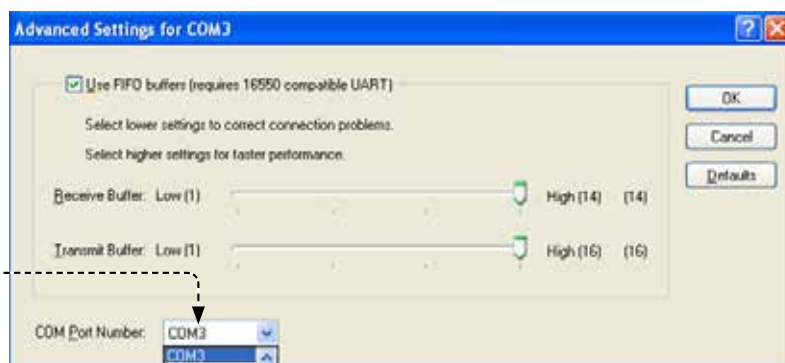 Advanced Settings for COM3
Use FIFO buffers (requires 16550 compatible UART)
OK
Select lower settings to correct connection problems.
Cancel
Select higher settings for faster performance.
Defaults
Receive Buffer: Low (1) High (14) (14)
Transmit Buffer: Low (1) High (16) (16)
COM Port Number: COM3
COM3